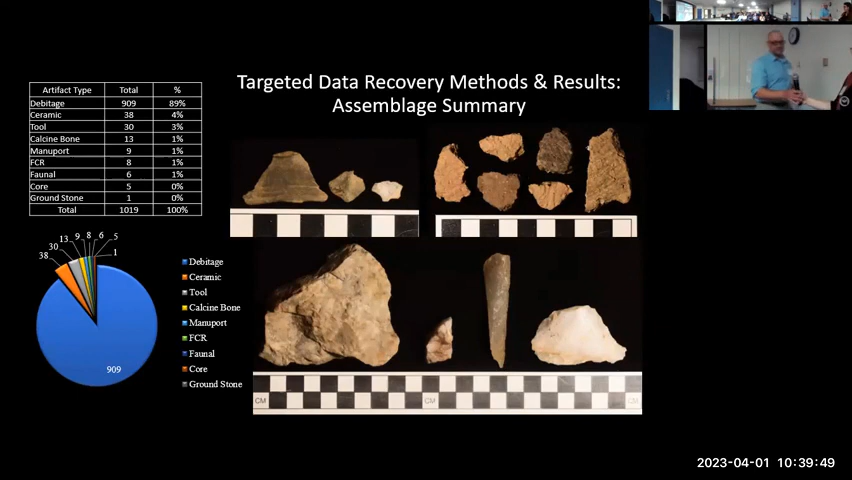 Targeted Data Recovery Methods & Results:
Assemblage Summary
Artifact Type Total %
Debitage 909 89%
Ceramic 38 4%
Tool 30 3%
Calcine Bone 13 1%
Manuport 9 1%
FCR 8 1%
Faunal 6 1%
Core 5 0%
Ground Stone 1 0%
Total 1019 100%
38 30 13 9 8 6 5
1
909
Debitage
Ceramic
Tool
Calcine Bone
Manuport
FCR
Faunal
Core
Ground Stone
CM CM CM
2023-04-01 10:39:49